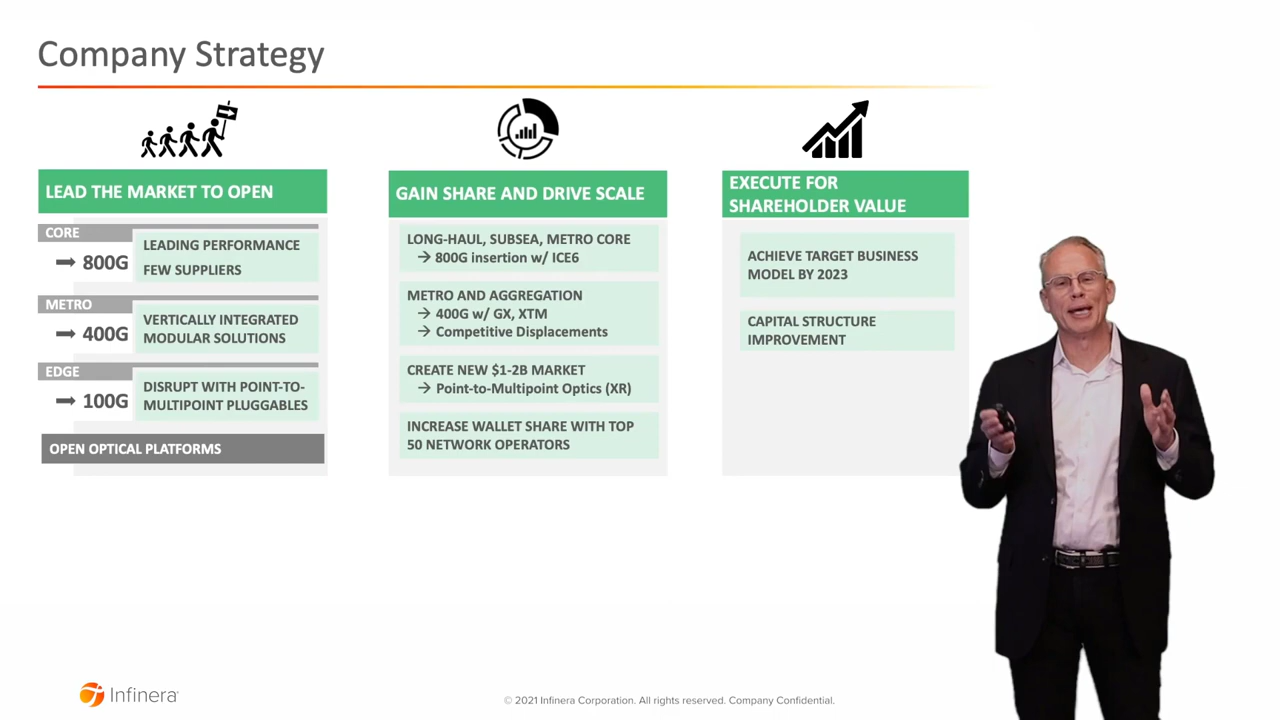 Company Strategy
LEAD THE MARKET TO OPEN
CORE
→ 800G
LEADING PERFORMANCE
FEW SUPPLIERS
METRO
→ 400G
VERTICALLY INTEGRATED
MODULAR SOLUTIONS
EDGE
→ 100G
DISRUPT WITH POINT-TO-
MULTIPOINT PLUGGABLES
OPEN OPTICAL PLATFORMS
GAIN SHARE AND DRIVE SCALE
LONG-HAUL, SUBSEA, METRO CORE
→ 800G insertion w/ ICE6
METRO AND AGGREGATION
→ 400G w/ GX, XTM
→ Competitive Displacements
CREATE NEW $1-2B MARKET
→ Point-to-Multipoint Optics (XR)
INCREASE WALLET SHARE WITH TOP
50 NETWORK OPERATORS
EXECUTE FOR
SHAREHOLDER VALUE
ACHIEVE TARGET BUSINESS
MODEL BY 2023
CAPITAL STRUCTURE
IMPROVEMENT
Infinera
© 2021 Infinera Corporation. All rights reserved. Company Confidential.